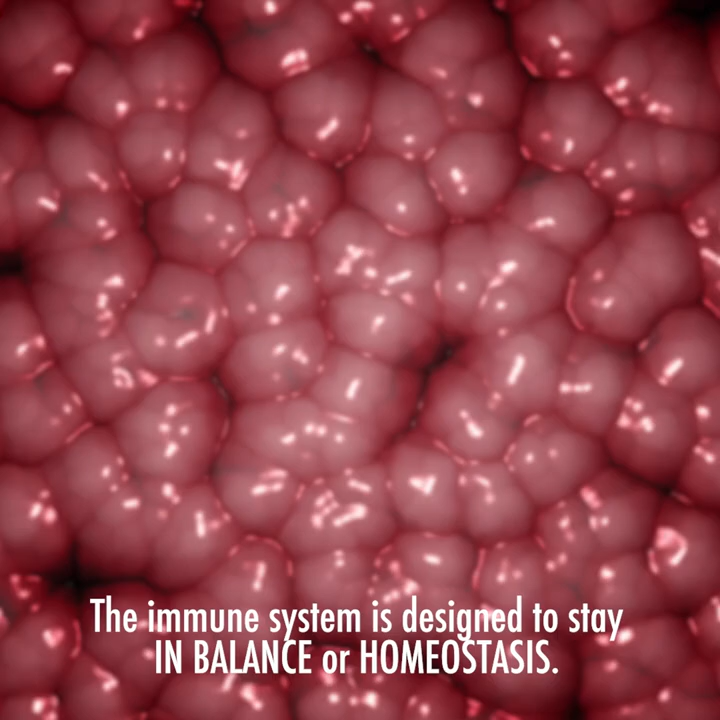 The immune system is designed to stay
IN BALANCE or HOMEOSTASIS.